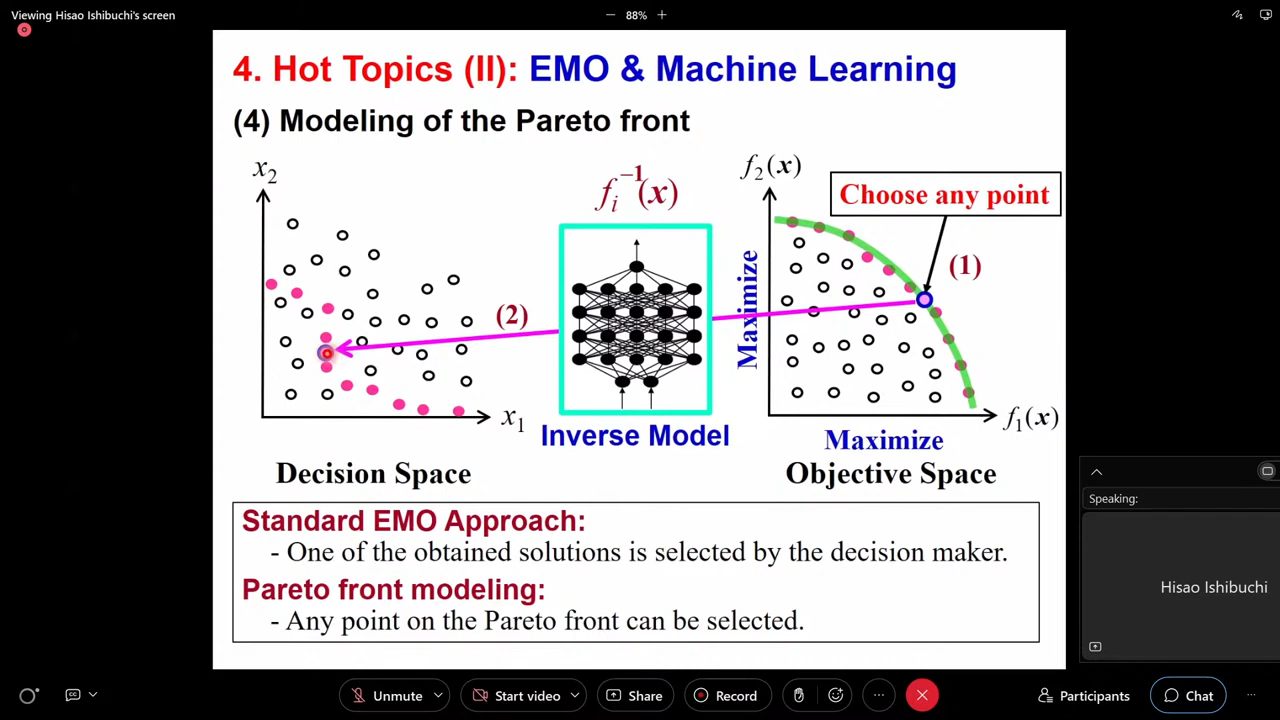 Viewing Hisao Ishibuchi's screen
88%
4. Hot Topics (II): EMO & Machine Learning
(4) Modeling of the Pareto front
x2
fi–1(x)
f2(x)
Choose any point
(1)
(2)
Maximize
x1
f1(x)
Inverse Model
Maximize
Decision Space
Objective Space
Standard EMO Approach:
- One of the obtained solutions is selected by the decision maker.
Pareto front modeling:
- Any point on the Pareto front can be selected.
Speaking:
Hisao Ishibuchi
CC
Unmute
Start video
Share
Record
Participants
Chat